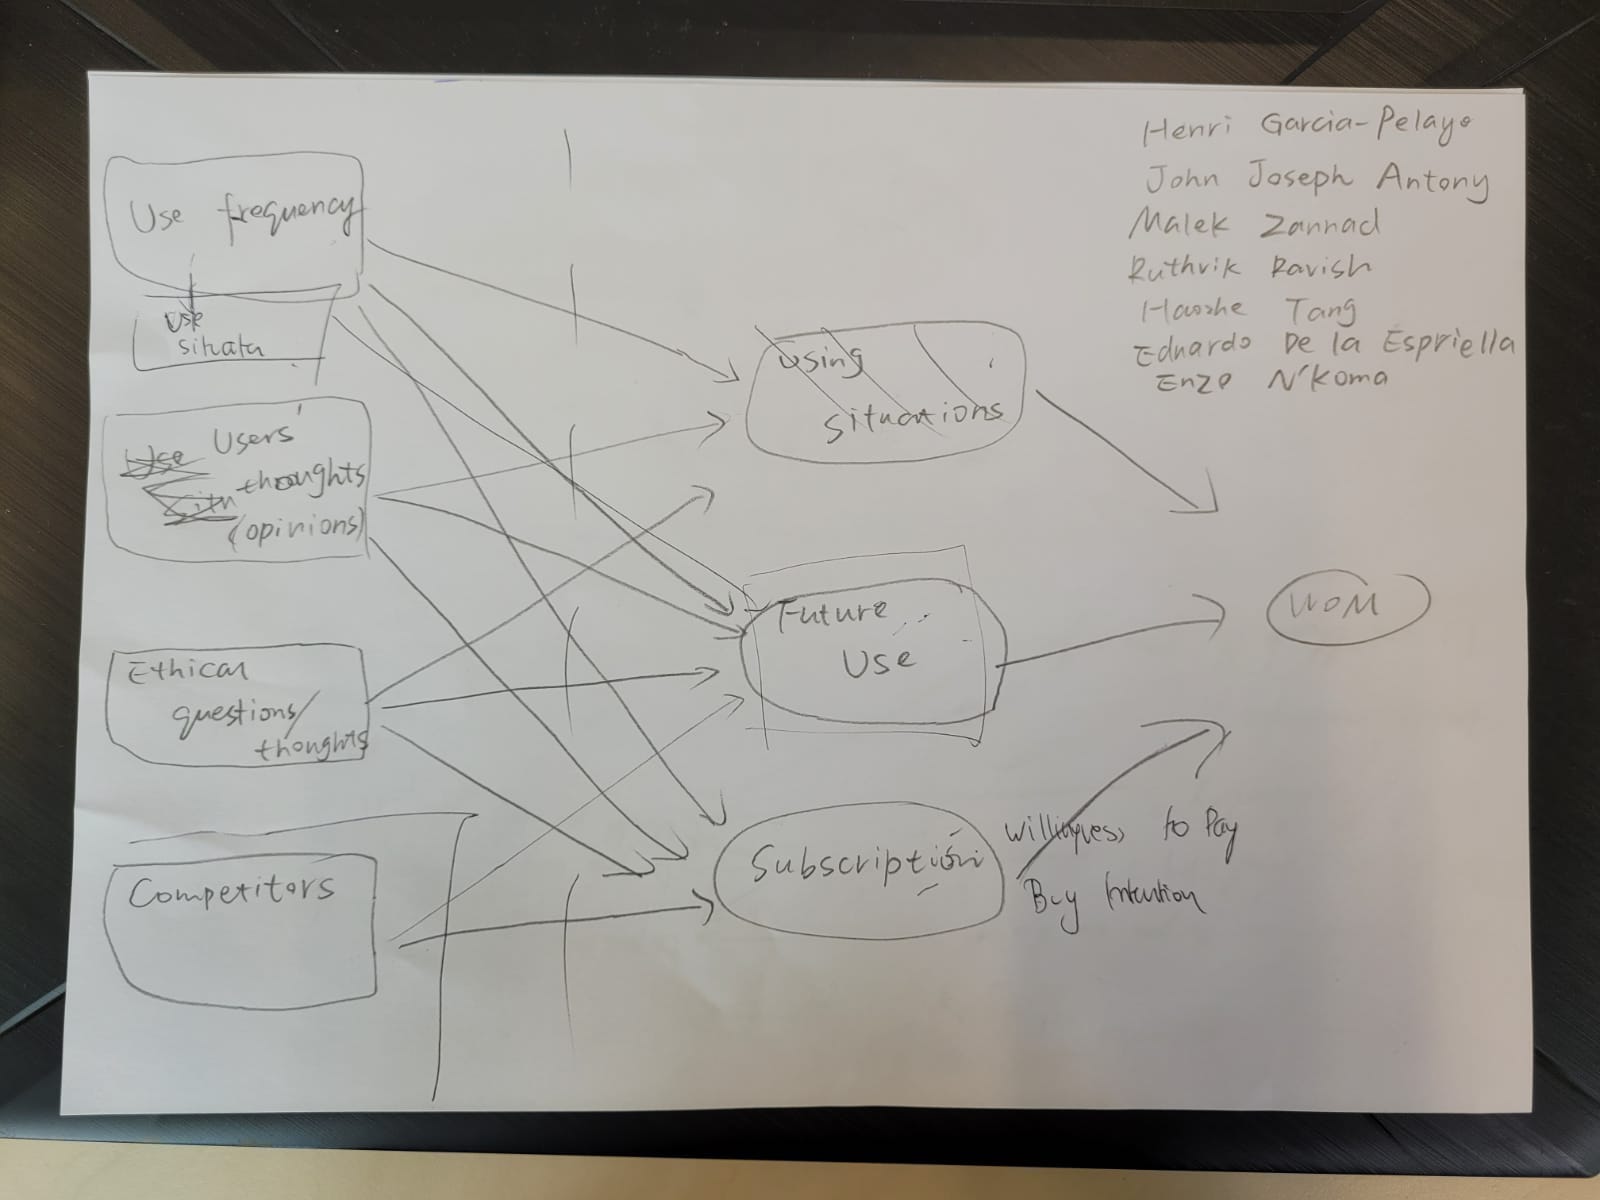 Henri Garcia-Pelayo
John Joseph Antony
Malek Zannad
Ruthvik Ravish
Haozhe Tang
Eduardo De la Espriella
Enzo N'Koma
Use frequency
Use
situata
Users'
Use
thoughts
Situ
(opinions)
Ethical
questions/
thoughts
Competitors
Using
situations
Future
Use
Subscription
Willingness to Pay
Buy Intention
WOM